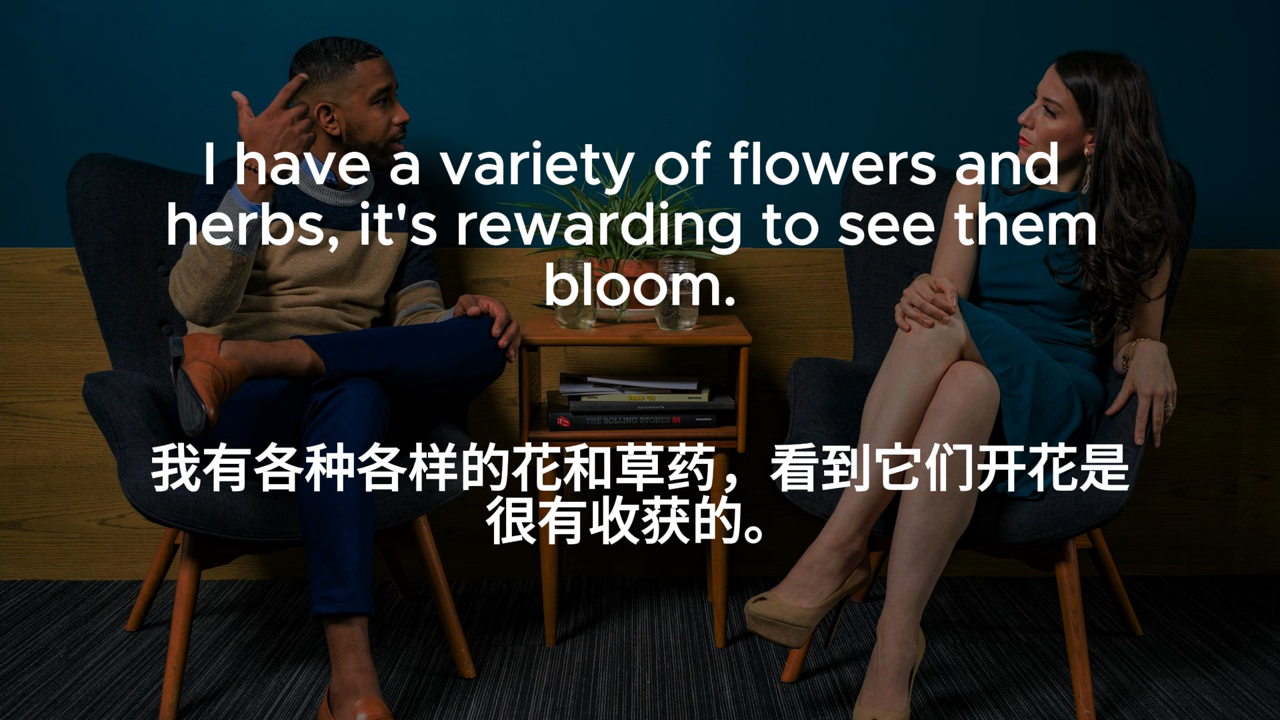 I have a variety of flowers and
herbs, it's rewarding to see them
bloom.
THE ROLLING STONES
我有各种各样的花和草药，看到它们开花是
很有收获的。